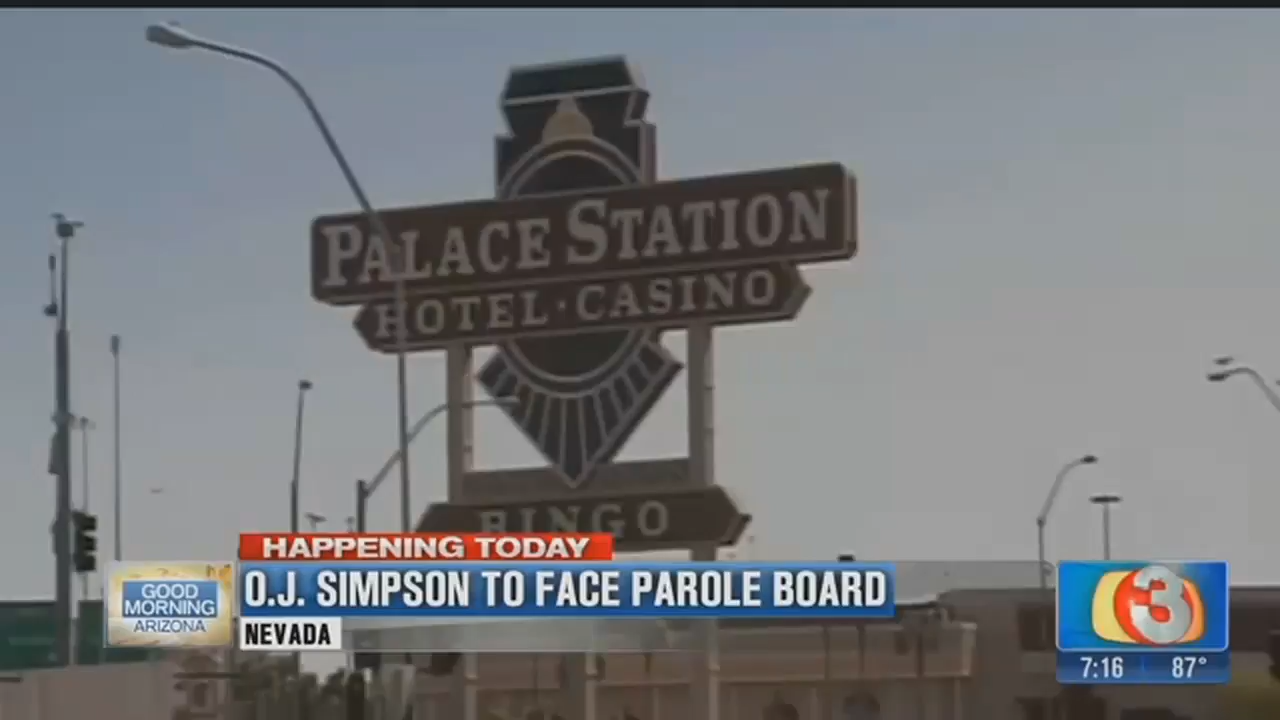 PALACE STATION
HOTEL · CASINO
BINGO
HAPPENING TODAY
GOOD
MORNING
ARIZONA
O.J. SIMPSON TO FACE PAROLE BOARD
NEVADA
3
7:16 87°